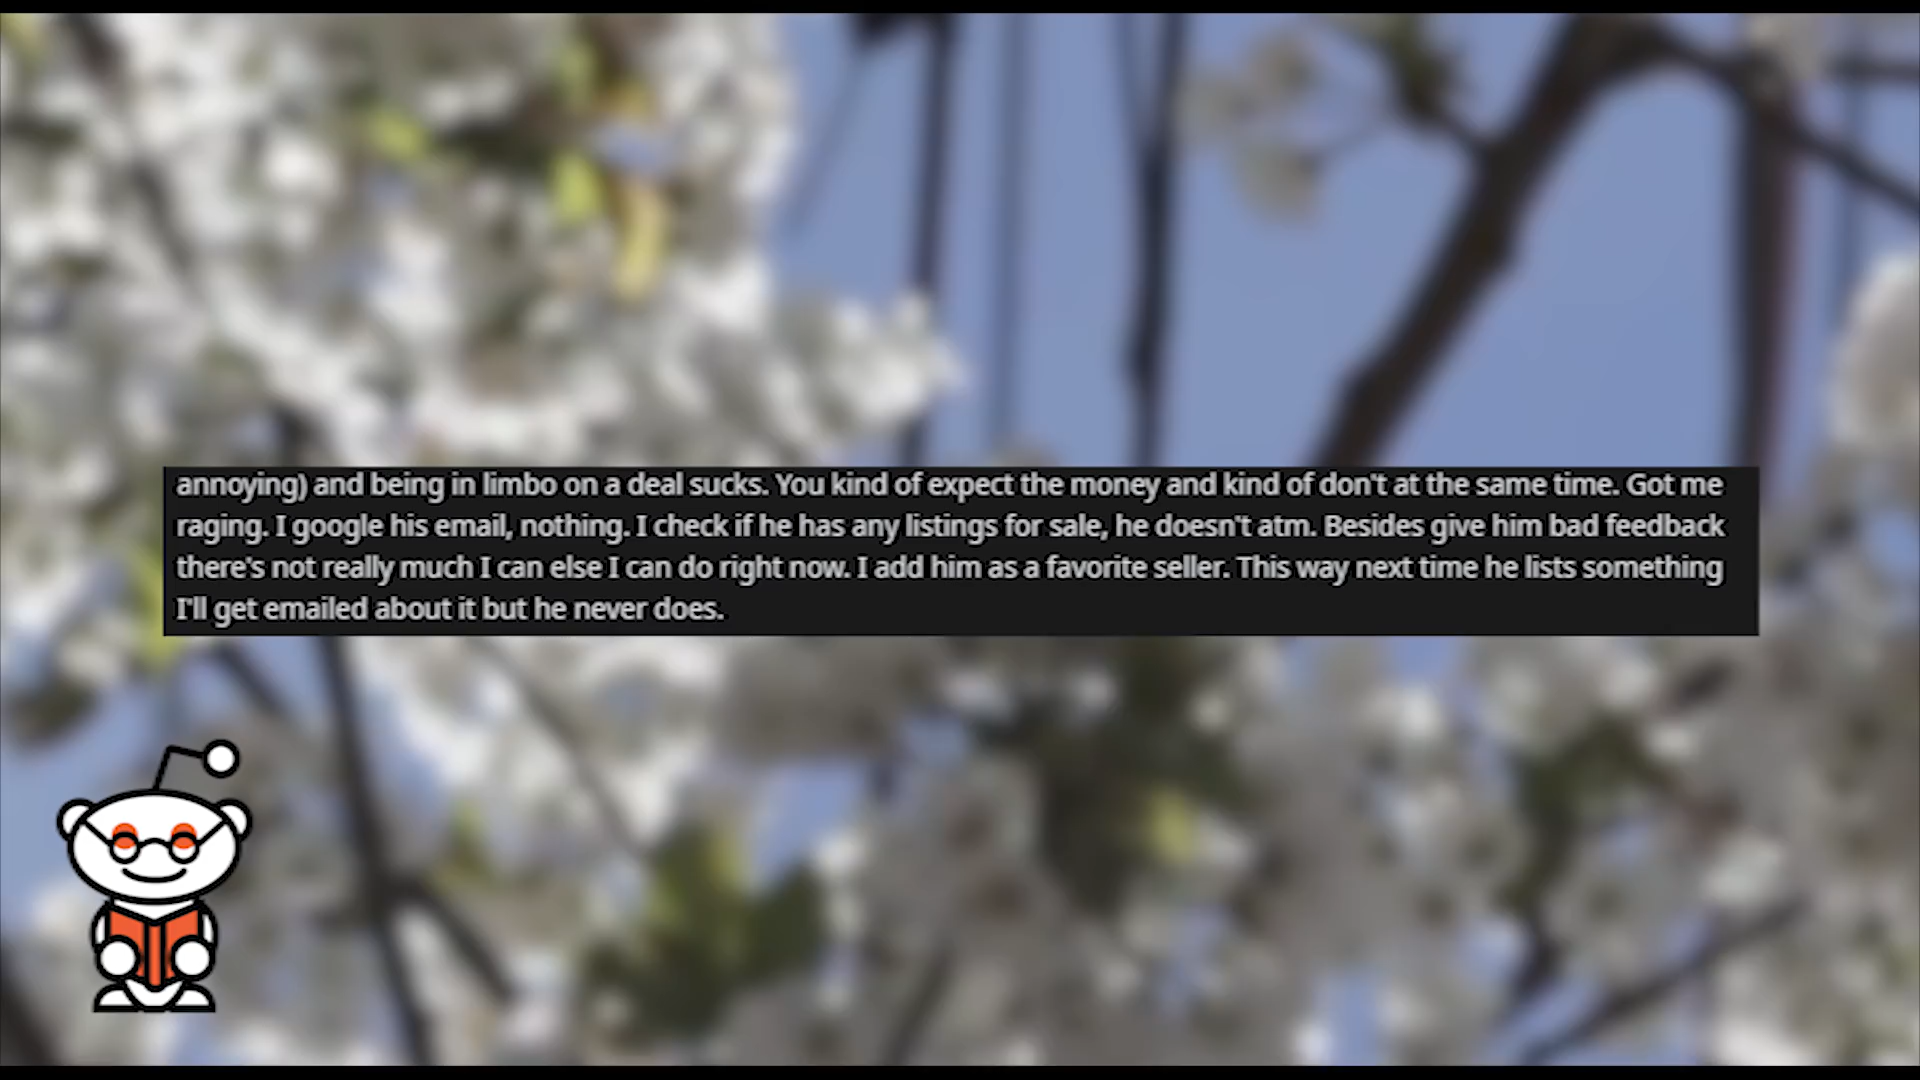 annoying) and being in limbo on a deal sucks. You kind of expect the money and kind of don't at the same time. Got me
raging. I google his email, nothing. I check if he has any listings for sale, he doesn't atm. Besides give him bad feedback
there's not really much I can else I can do right now. I add him as a favorite seller. This way next time he lists something
I'll get emailed about it but he never does.